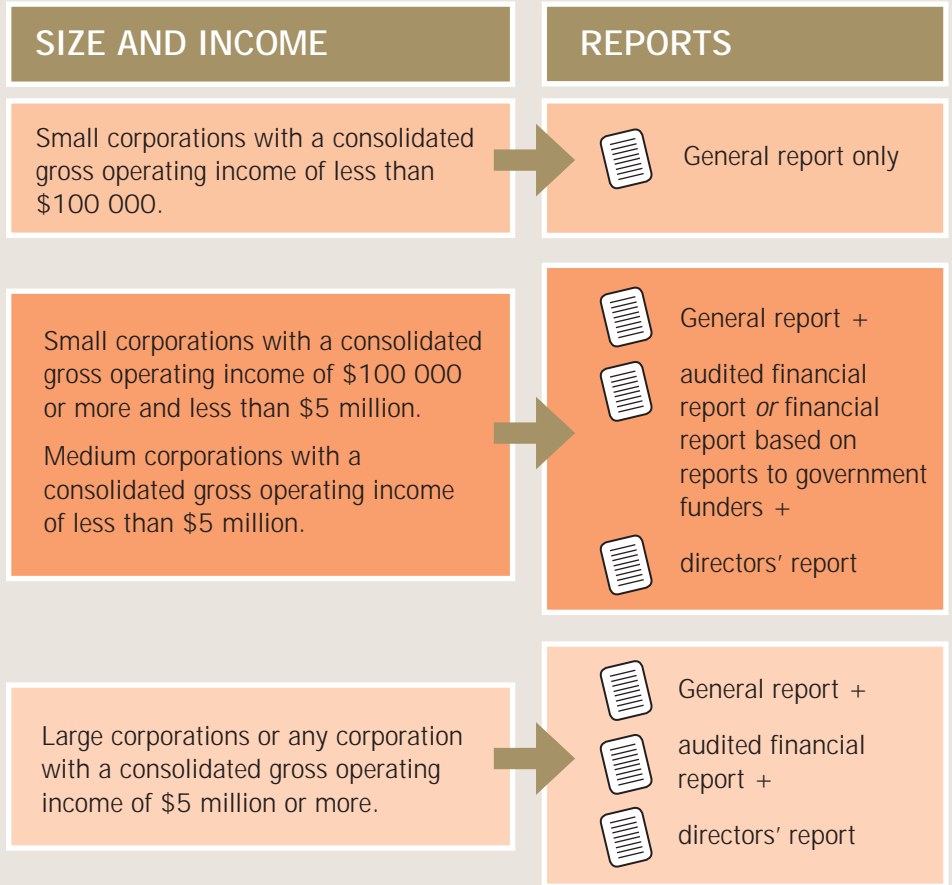 SIZE AND INCOME
REPORTS
Small corporations with a consolidated
gross operating income of less than
$100 000.
General report only
Small corporations with a consolidated
gross operating income of $100 000
or more and less than $5 million.
Medium corporations with a
consolidated gross operating income
of less than $5 million.
General report +
audited financial
report or financial
report based on
reports to government
funders +
directors’ report
Large corporations or any corporation
with a consolidated gross operating
income of $5 million or more.
General report +
audited financial
report +
directors’ report